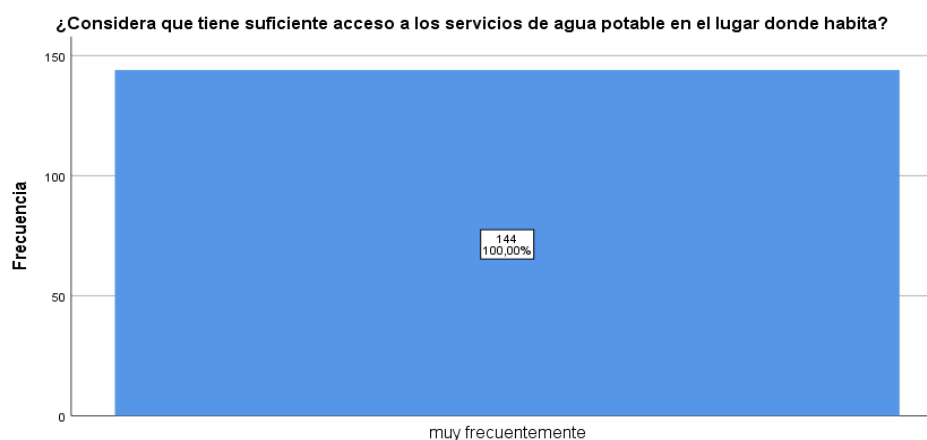 ¿Considera que tiene suficiente acceso a los servicios de agua potable en el lugar donde habita?
150
100
50
0
Frecuencia
144
100,00%
muy frecuentemente